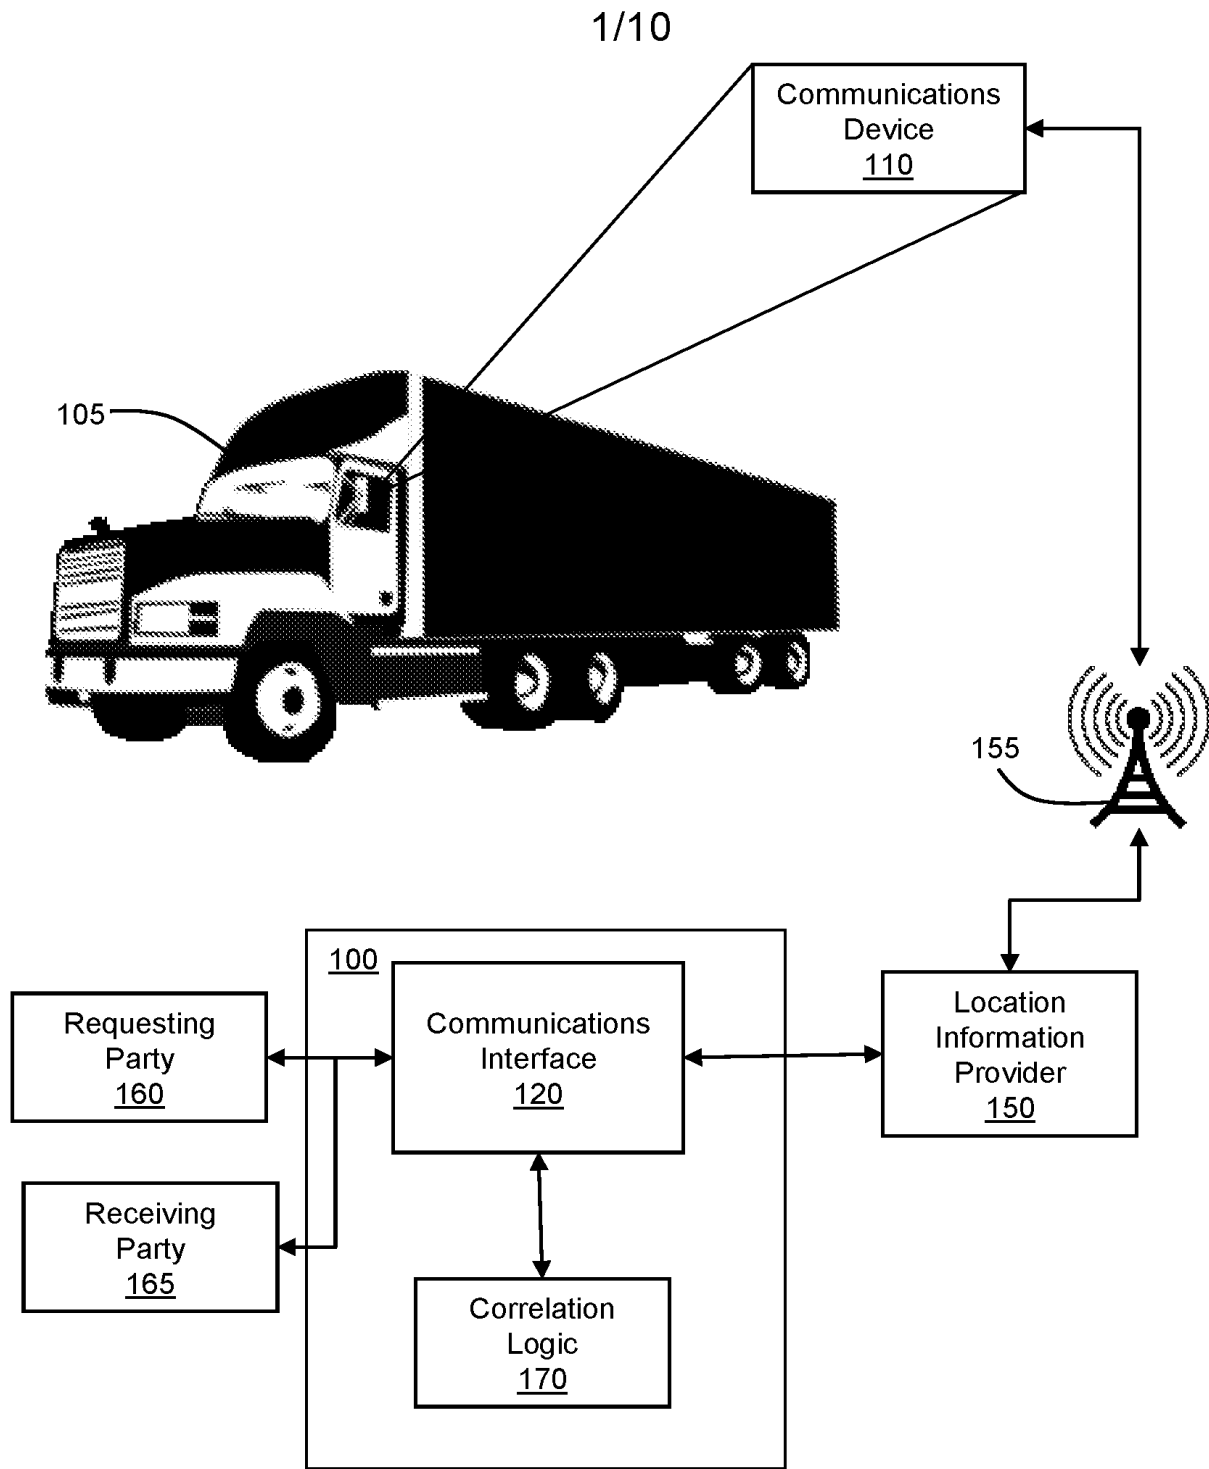 1/10
Communications
Device
110
105
155
100
Communications
Interface
120
Location
Information
Provider
150
Requesting
Party
160
Receiving
Party
165
Correlation
Logic
170